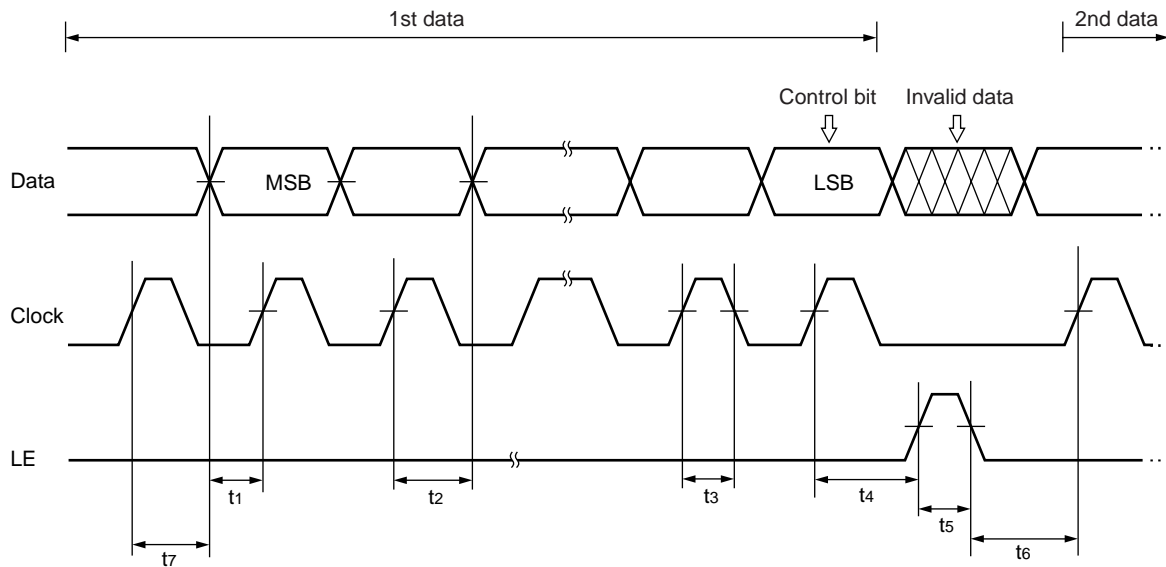 1st data
2nd data
Control bit
Invalid data
Data
MSB
LSB
Clock
LE
t1
t2
t3
t4
t5
t6
t7